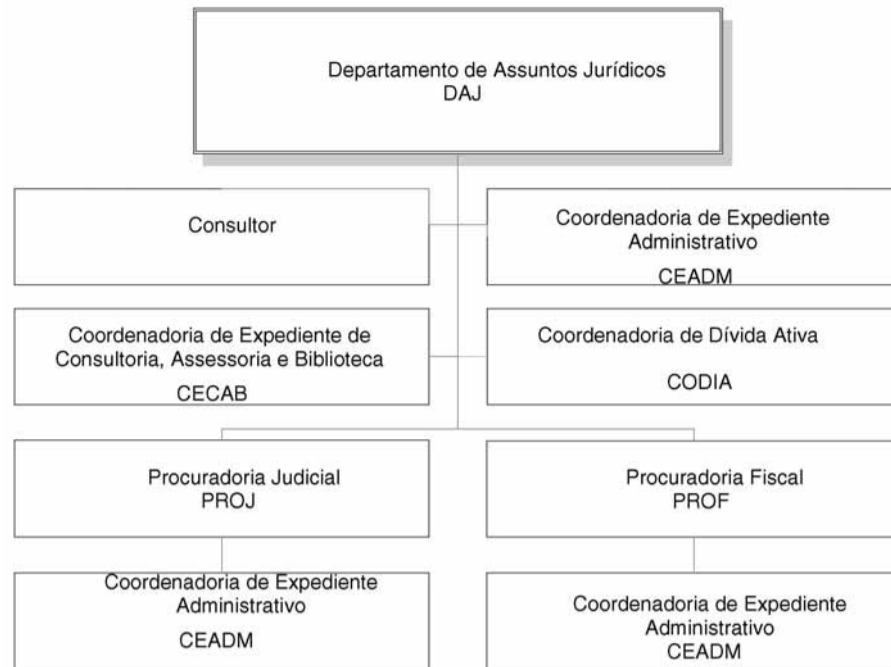 Departamento de Assuntos Jurídicos
DAJ
Consultor
Coordenadoria de Expediente
Administrativo
CEADM
Coordenadoria de Expediente de
Consultoria, Assessoria e Biblioteca
CECAB
Coordenadoria de Dívida Ativa
CODIA
Procuradoria Judicial
PROJ
Procuradoria Fiscal
PROF
Coordenadoria de Expediente
Administrativo
CEADM
Coordenadoria de Expediente
Administrativo
CEADM